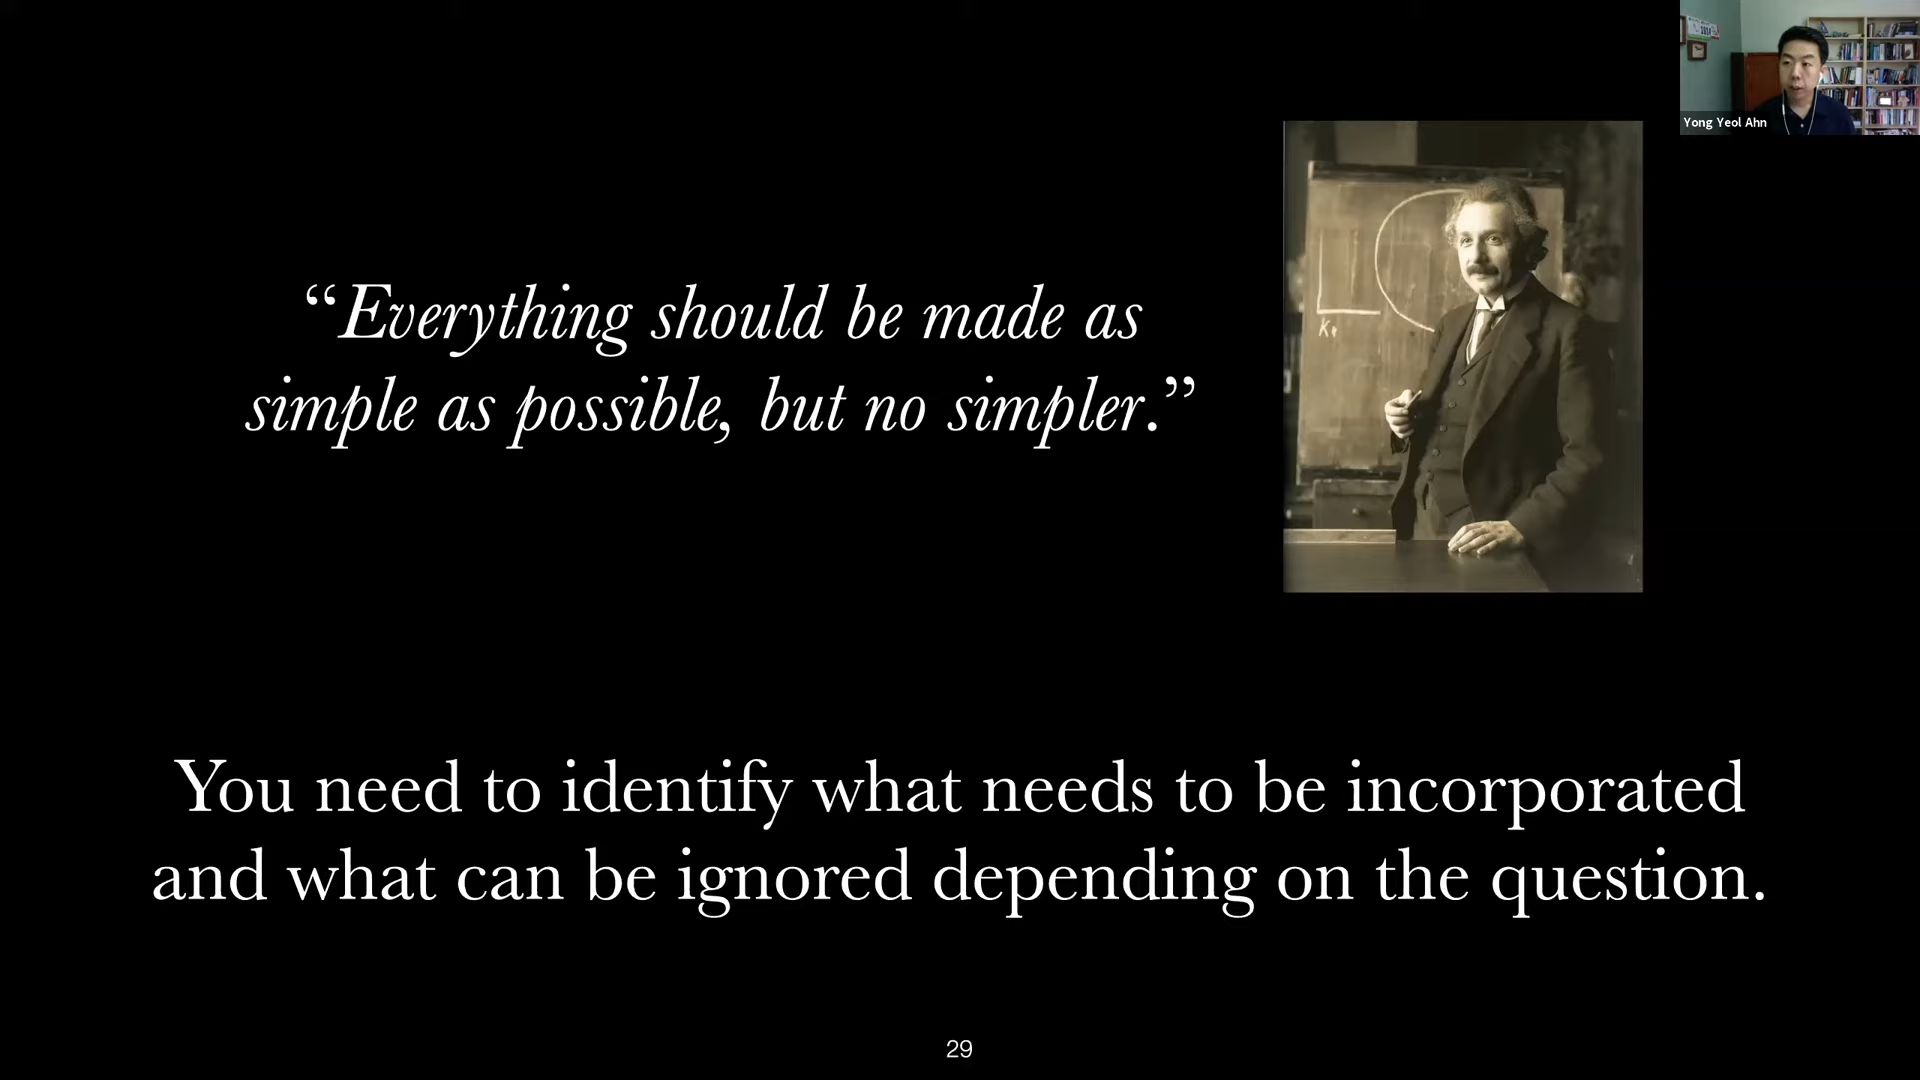 “Everything should be made as
simple as possible, but no simpler.”
Yong Yeol Ahn
You need to identify what needs to be incorporated
and what can be ignored depending on the question.
29